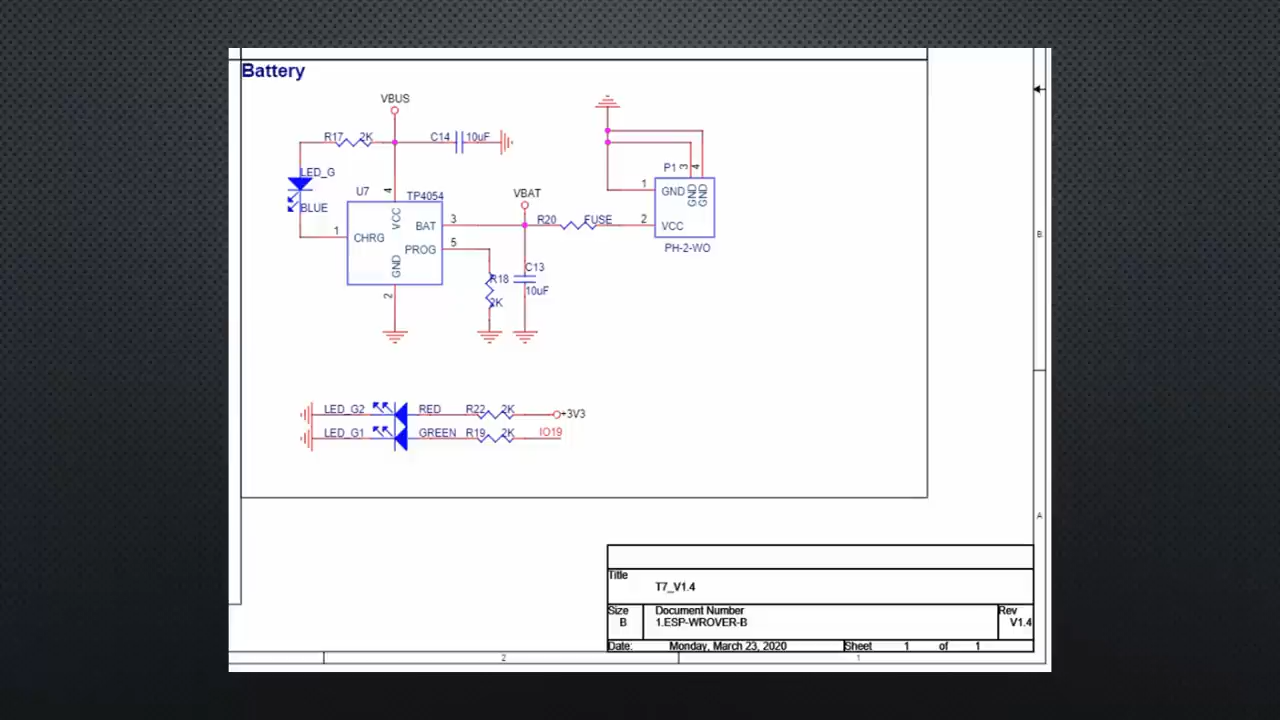 Battery
VBUS
R17 2K
C14 10uF
LED_G
BLUE
U7
TP4054
4
VCC
1
CHRG
BAT
3
PROG
5
GND
2
VBAT
R20 FUSE
R18
2K
C13
10uF
P1
3
4
1
GND
GND
GND
2
VCC
PH-2-WO
LED_G2 RED R22 2K +3V3
LED_G1 GREEN R19 2K IO19
B
A
Title
T7_V1.4
Size
B
Document Number
1.ESP-WROVER-B
Rev
V1.4
Date: Monday, March 23, 2020 Sheet 1 of 1
2
1